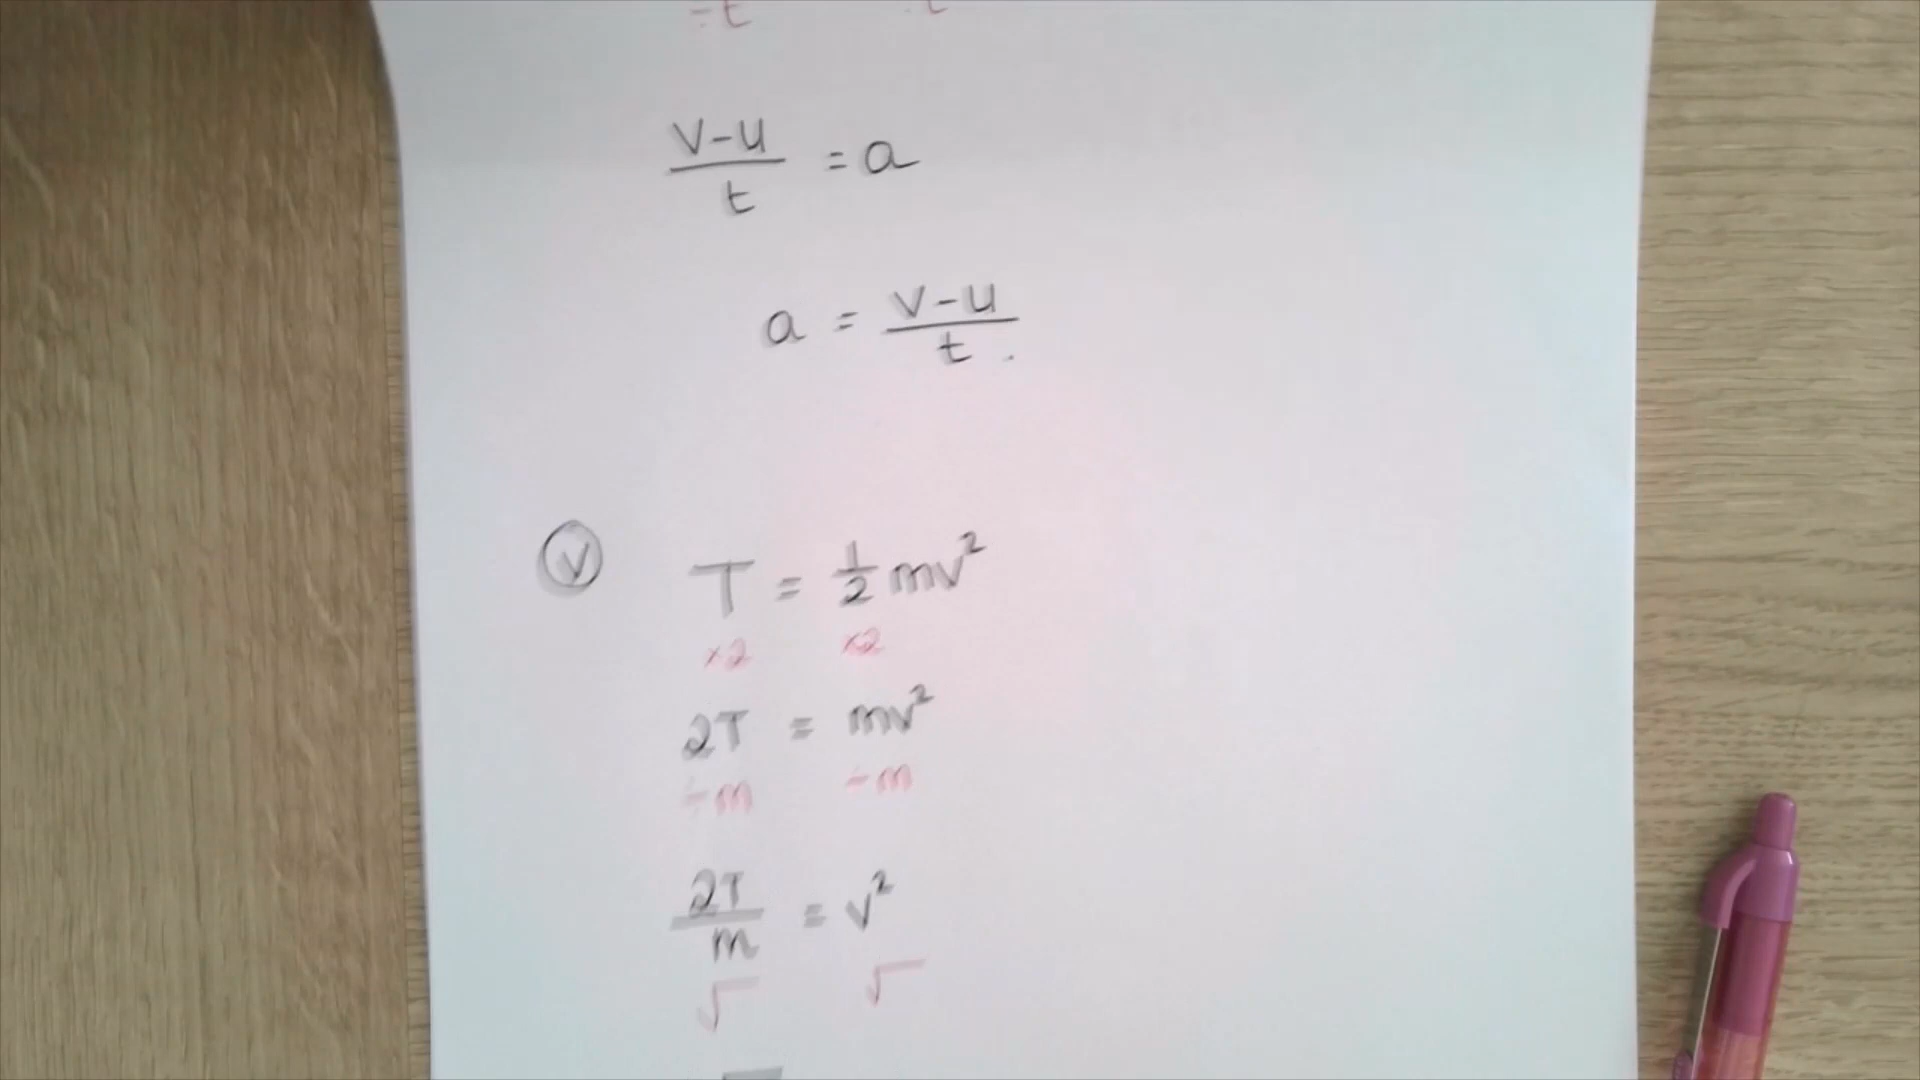 ÷t ÷t
v-u/t = a
a = v-u/t .
(v) T = ½mv²
×2 ×2
2T = mv²
÷m ÷m
2T/m = v²
√ √